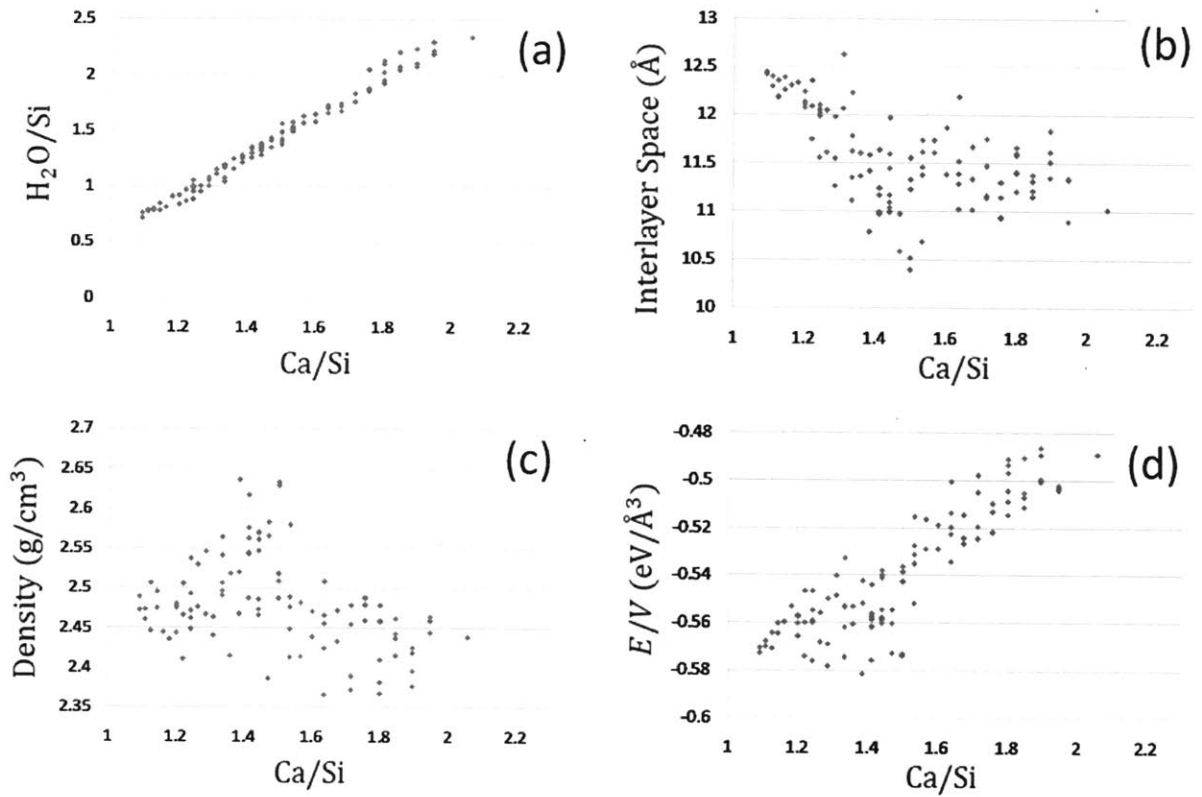 (a)
H₂O/Si
2.5
2
1.5
1
0.5
0
1 1.2 1.4 1.6 1.8 2 2.2
Ca/Si
(b)
Interlayer Space (Å)
13
12.5
12
11.5
11
10.5
10
1 1.2 1.4 1.6 1.8 2 2.2
Ca/Si
(c)
Density (g/cm³)
2.7
2.65
2.6
2.55
2.5
2.45
2.4
2.35
1 1.2 1.4 1.6 1.8 2 2.2
Ca/Si
(d)
E/V (eV/Å³)
-0.48
-0.5
-0.52
-0.54
-0.56
-0.58
-0.6
1 1.2 1.4 1.6 1.8 2 2.2
Ca/Si